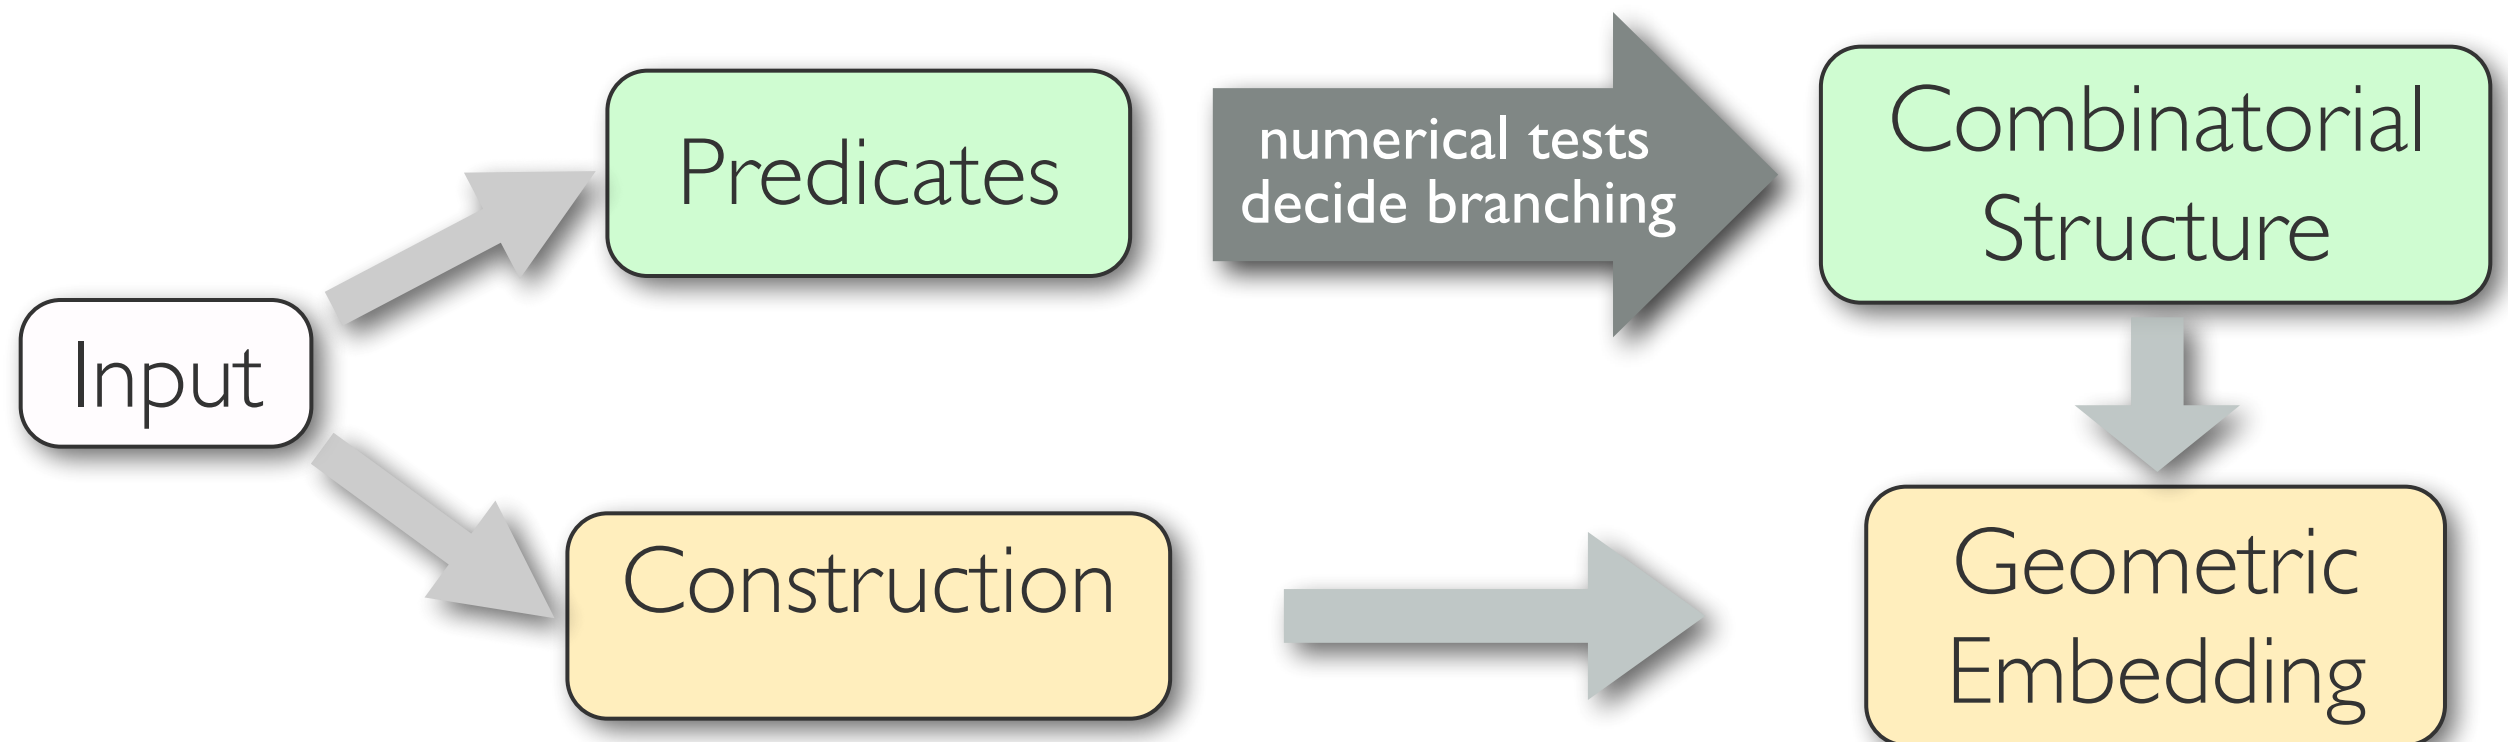 Predicates
numerical tests
decide branching
Combinatorial
Structure
Input
Construction
Geometric
Embedding